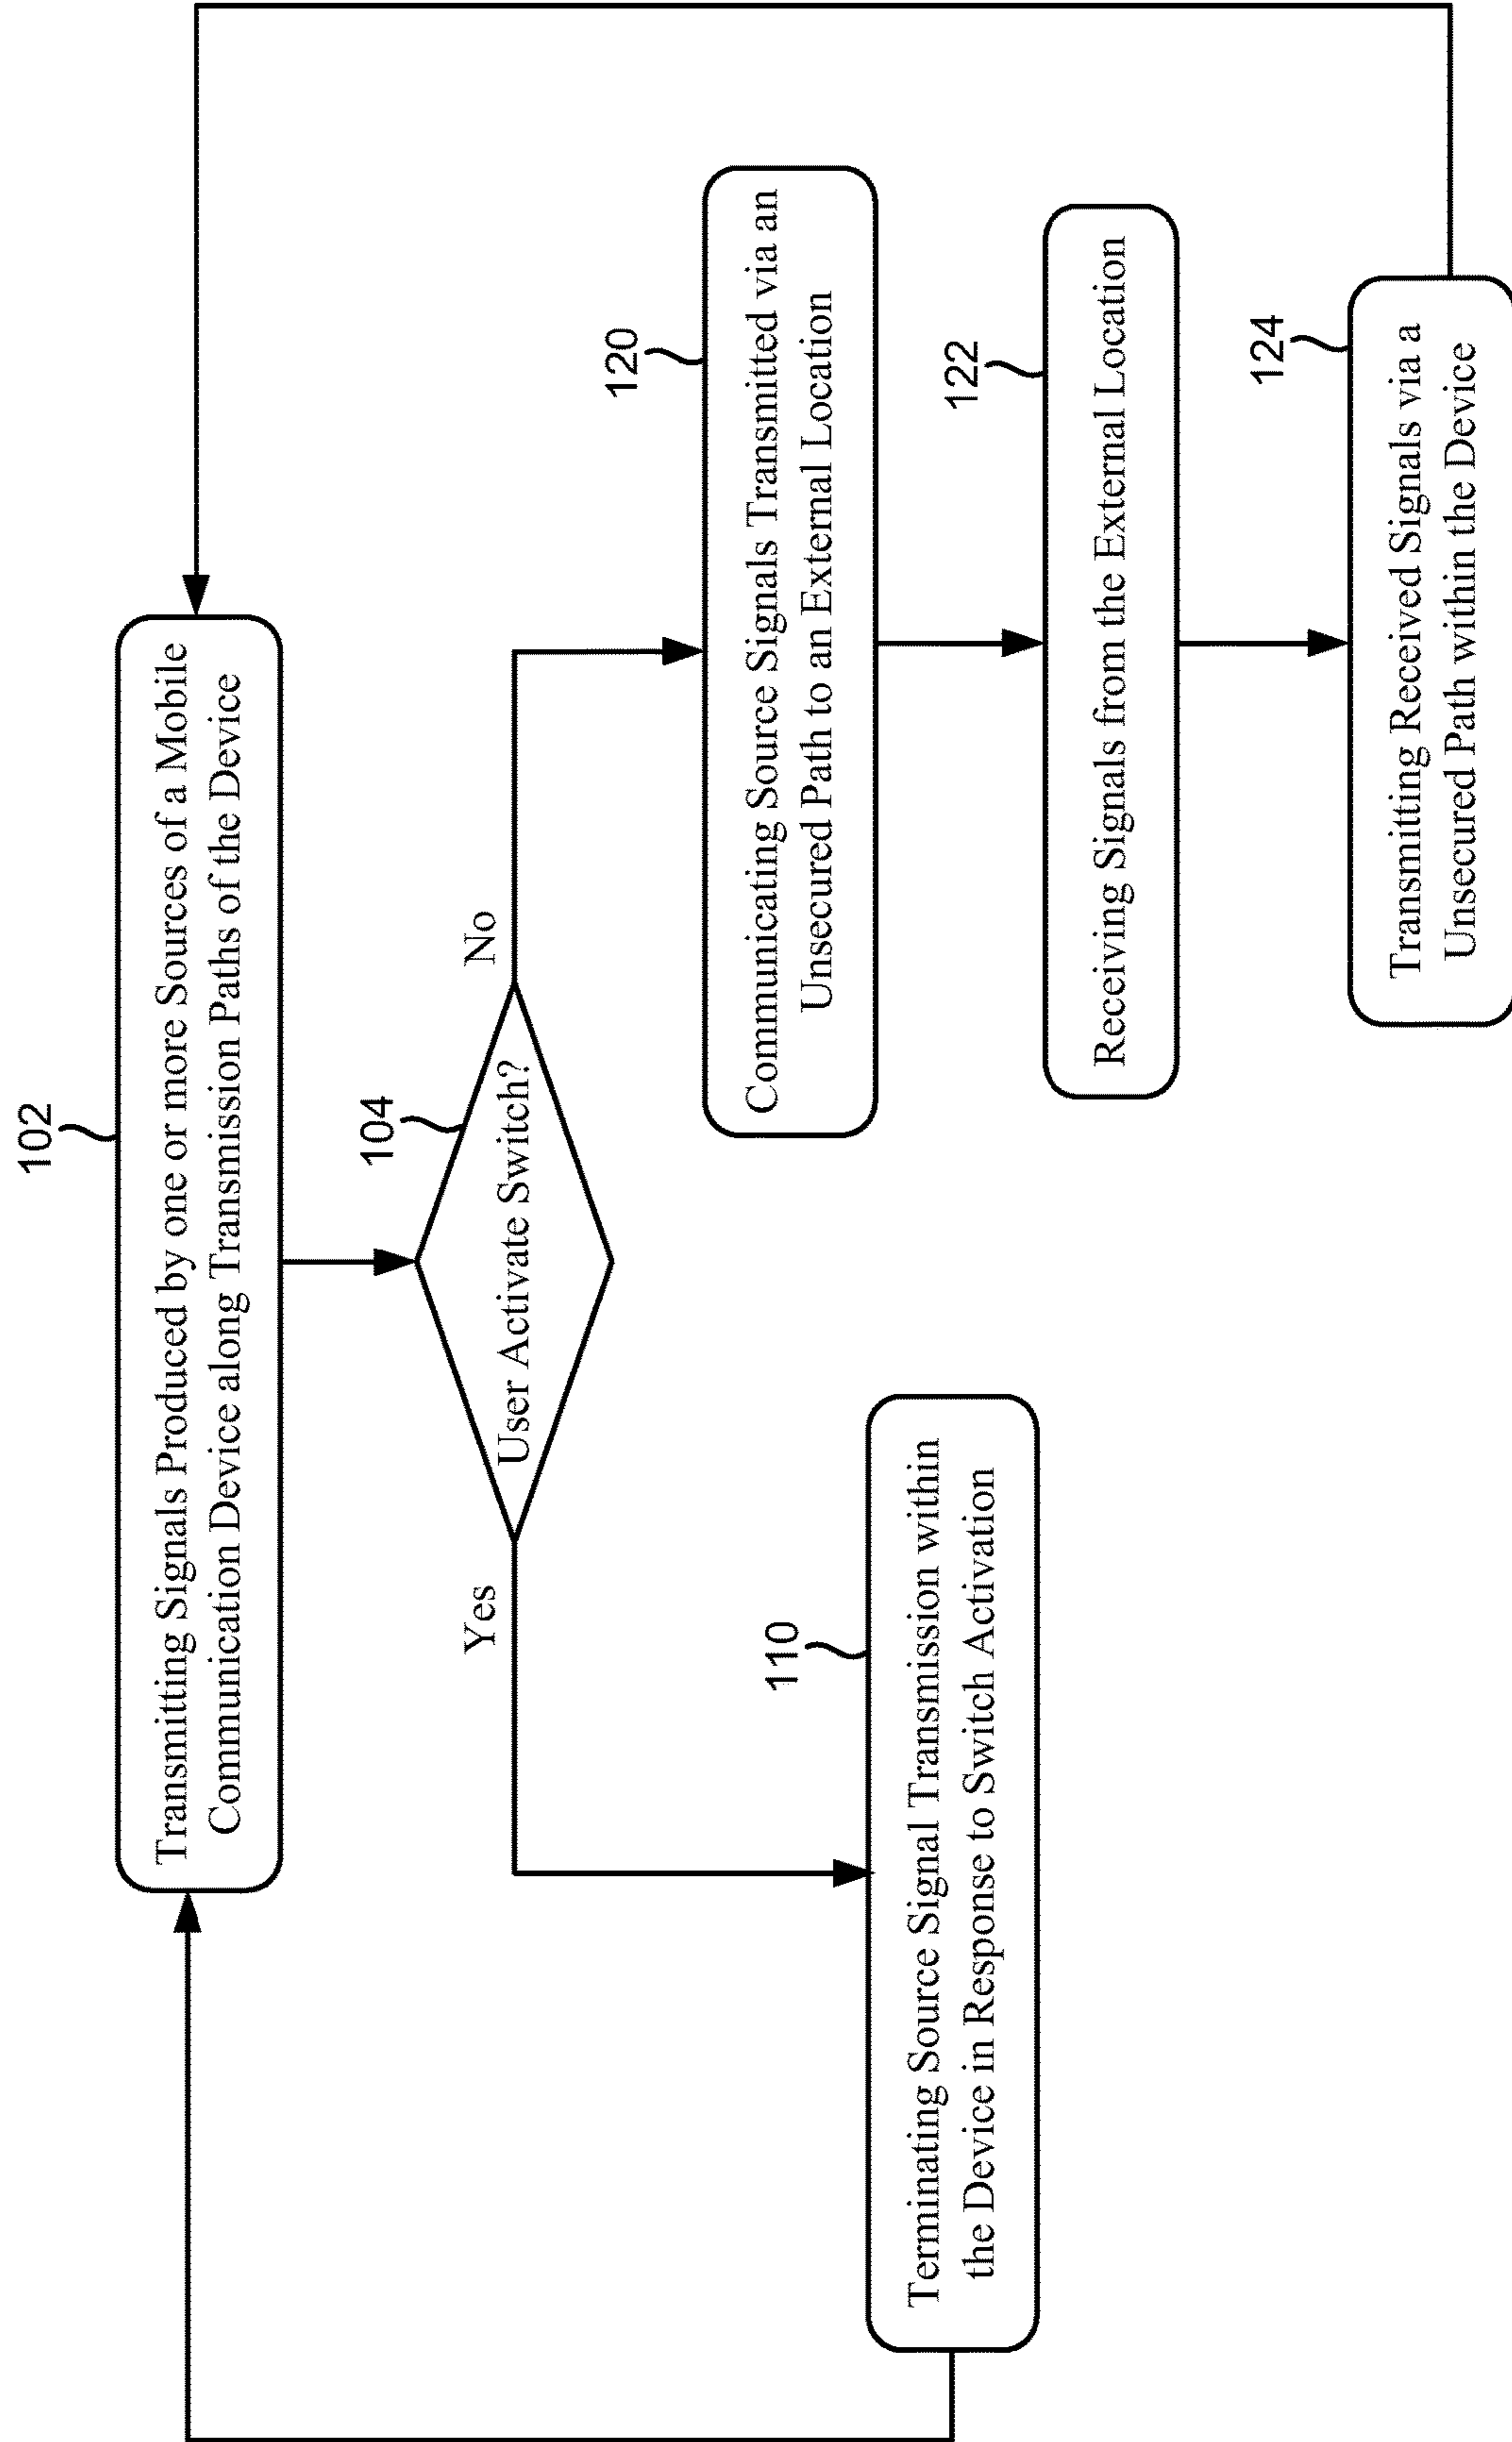 102
Transmitting Signals Produced by one or more Sources of a Mobile
Communication Device along Transmission Paths of the Device
104
User Activate Switch?
Yes
No
110
Terminating Source Signal Transmission within
the Device in Response to Switch Activation
120
Communicating Source Signals Transmitted via an
Unsecured Path to an External Location
122
Receiving Signals from the External Location
124
Transmitting Received Signals via a
Unsecured Path within the Device